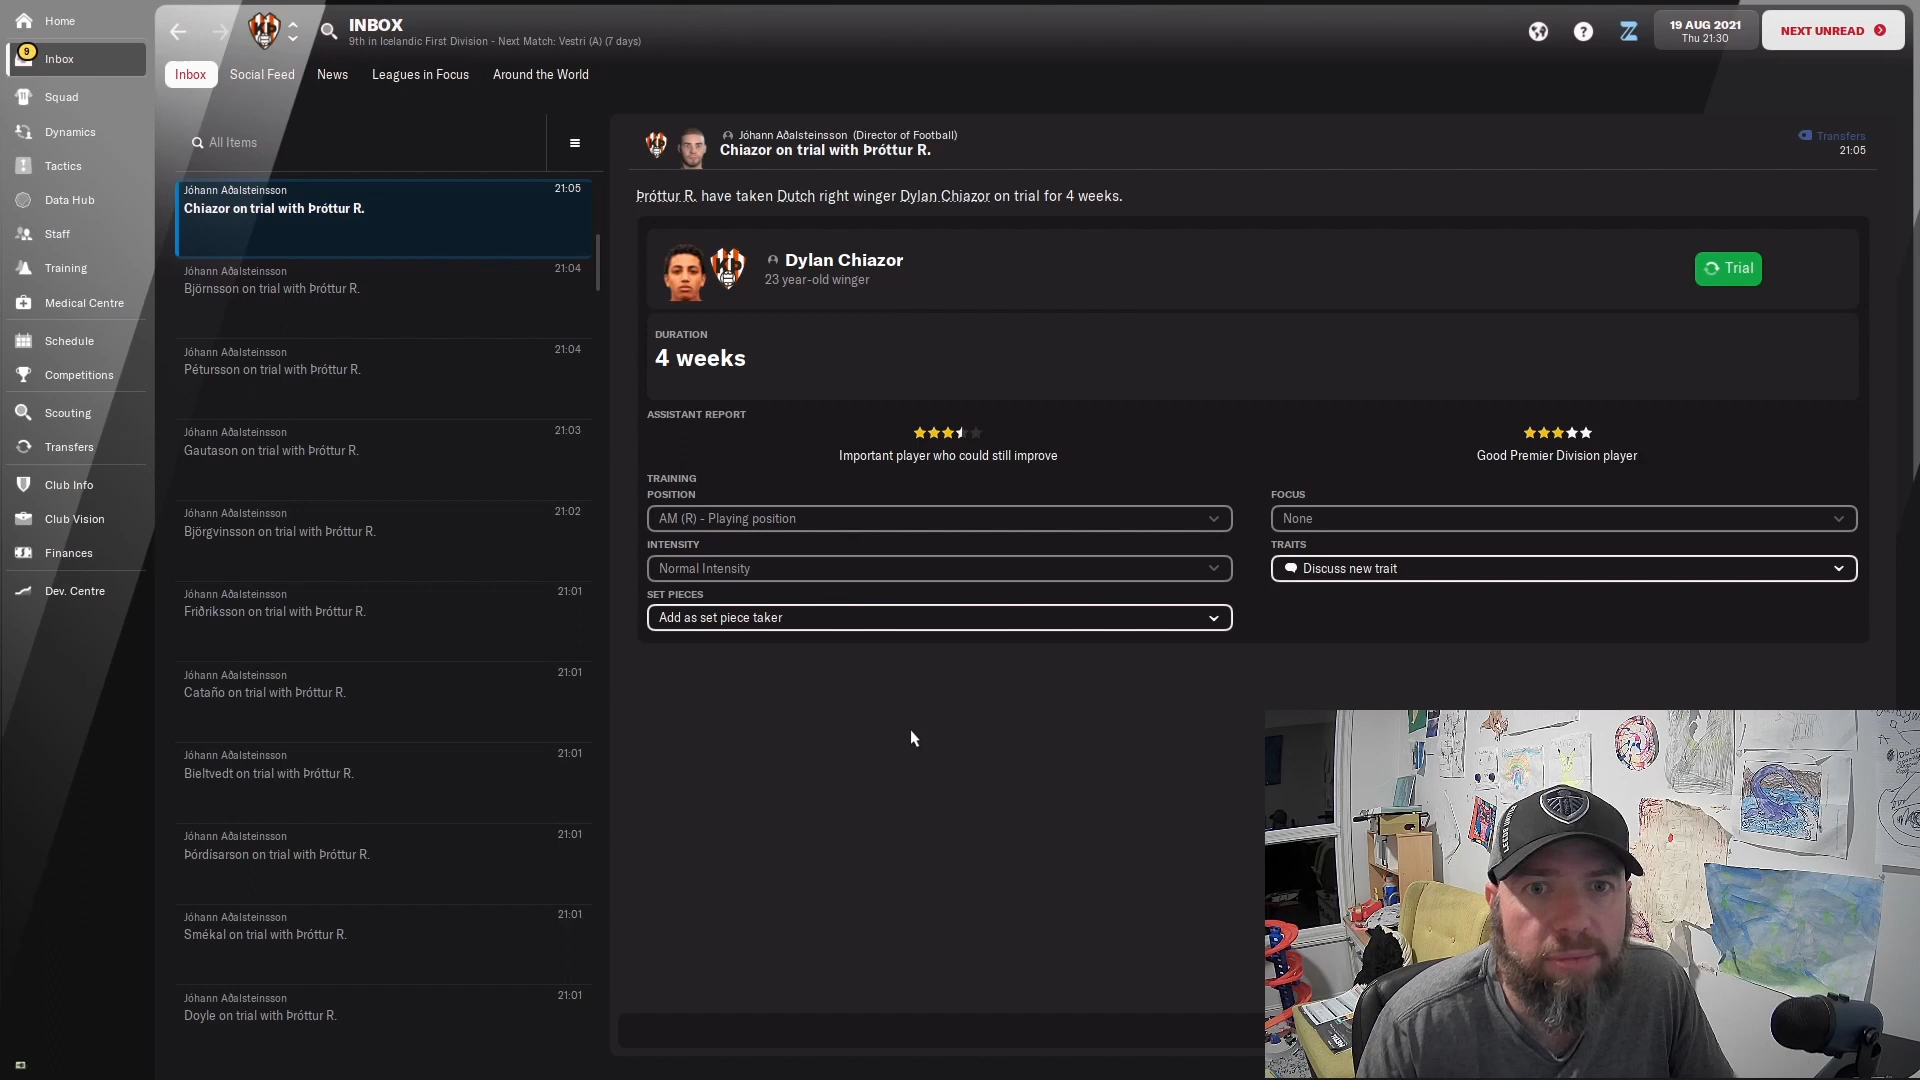 Home
9
Inbox
Squad
Dynamics
Tactics
Data Hub
Staff
Training
Medical Centre
Schedule
Competitions
Scouting
Transfers
Club Info
Club Vision
Finances
Dev. Centre
INBOX
9th in Icelandic First Division - Next Match: Vestri (A) (7 days)
19 AUG 2021
Thu 21:30
NEXT UNREAD
Inbox
Social Feed
News
Leagues in Focus
Around the World
All Items
Jóhann Aðalsteinsson 21:05
Chiazor on trial with Þróttur R.
Jóhann Aðalsteinsson 21:04
Björnsson on trial with Þróttur R.
Jóhann Aðalsteinsson 21:04
Pétursson on trial with Þróttur R.
Jóhann Aðalsteinsson 21:03
Gautason on trial with Þróttur R.
Jóhann Aðalsteinsson 21:02
Björgvinsson on trial with Þróttur R.
Jóhann Aðalsteinsson 21:01
Friðriksson on trial with Þróttur R.
Jóhann Aðalsteinsson 21:01
Cataño on trial with Þróttur R.
Jóhann Aðalsteinsson 21:01
Bieltvedt on trial with Þróttur R.
Jóhann Aðalsteinsson 21:01
Þórdísarson on trial with Þróttur R.
Jóhann Aðalsteinsson 21:01
Smékal on trial with Þróttur R.
Jóhann Aðalsteinsson 21:01
Doyle on trial with Þróttur R.
Jóhann Aðalsteinsson (Director of Football)
Chiazor on trial with Þróttur R.
Transfers
21:05
Þróttur R. have taken Dutch right winger Dylan Chiazor on trial for 4 weeks.
Dylan Chiazor
23 year-old winger
Trial
DURATION
4 weeks
ASSISTANT REPORT
Important player who could still improve
Good Premier Division player
TRAINING
POSITION
AM (R) - Playing position
FOCUS
None
INTENSITY
Normal Intensity
TRAITS
Discuss new trait
SET PIECES
Add as set piece taker
LEEDS UNITED